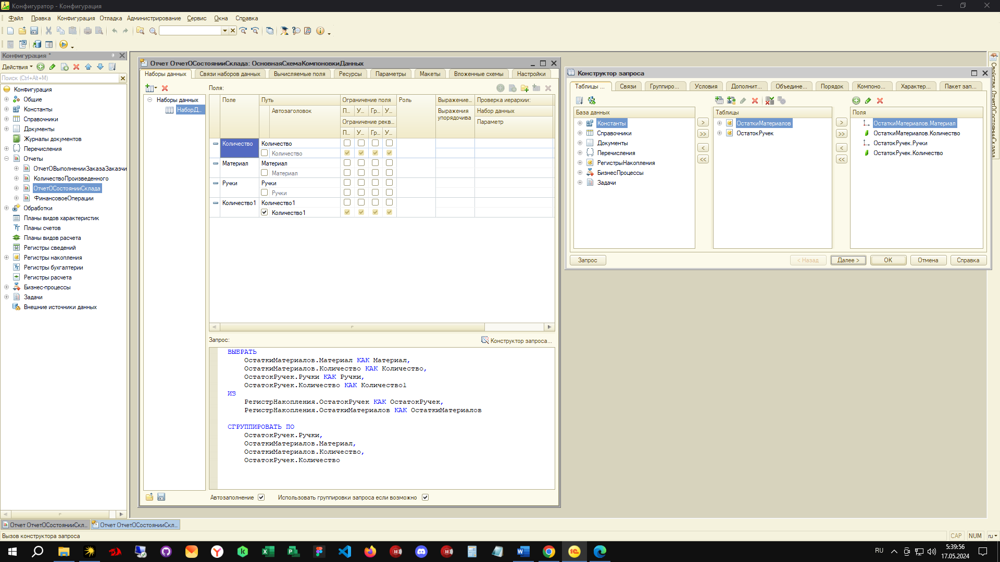 Конфигуратор - Конфигурация
Файл Правка Конфигурация Отладка Администрирование Сервис Окна Справка
Конфигурация *
Действия
Поиск (Ctrl+Alt+M)
Конфигурация
Общие
Константы
Справочники
Документы
Журналы документов
Перечисления
Отчеты
ОтчетОВыполненииЗаказаЗаказчи
КоличествоПроизведенного
ОтчетОСостоянииСклада
ФинансовоеОперации
Обработки
Планы видов характеристик
Планы счетов
Планы видов расчета
Регистры сведений
Регистры накопления
Регистры бухгалтерии
Регистры расчета
Бизнес-процессы
Задачи
Внешние источники данных
Отчет ОтчетОСостоянииСклада: ОсновнаяСхемаКомпоновкиДанных
Наборы данных Связи наборов данных Вычисляемые поля Ресурсы Параметры Макеты Вложенные схемы Настройки
Наборы данных
НаборД...
Поля:
Поле Путь Ограничение поля Роль Выражение... Проверка иерархии:
Автозаголовок П... У... Гр... У... Выражения упорядочива Набор данных
Ограничение рекв... Параметр
П... У... Гр... У...
Количество Количество
Количество
Материал Материал
Материал
Ручки Ручки
Ручки
Количество1 Количество1
Количество1
Запрос: Конструктор запроса...
ВЫБРАТЬ
ОстаткиМатериалов.Материал КАК Материал,
ОстаткиМатериалов.Количество КАК Количество,
ОстатокРучек.Ручки КАК Ручки,
ОстатокРучек.Количество КАК Количество1
ИЗ
РегистрНакопления.ОстатокРучек КАК ОстатокРучек,
РегистрНакопления.ОстаткиМатериалов КАК ОстаткиМатериалов
СГРУППИРОВАТЬ ПО
ОстатокРучек.Ручки,
ОстаткиМатериалов.Материал,
ОстаткиМатериалов.Количество,
ОстатокРучек.Количество
Автозаполнение Использовать группировки запроса если возможно
Конструктор запроса
Таблицы ... Связи Группиро... Условия Дополнит... Объедине... Порядок Компоно... Характер... Пакет зап...
База данных
Константы
Справочники
Документы
Перечисления
РегистрыНакопления
БизнесПроцессы
Задачи
>
>>
<
<<
Таблицы
ОстаткиМатериалов
ОстатокРучек
>
>>
<
<<
Поля
ОстаткиМатериалов.Материал
ОстаткиМатериалов.Количество
ОстатокРучек.Ручки
ОстатокРучек.Количество
Запрос < Назад Далее > OK Отмена Справка
Свойства: ОтчетОСостоянииСклада
Отчет ОтчетОСостоянииСкл... Отчет ОтчетОСостоянииСкл...
Вызов конструктора запроса CAP NUM ru
RU
5:39:56
17.05.2024